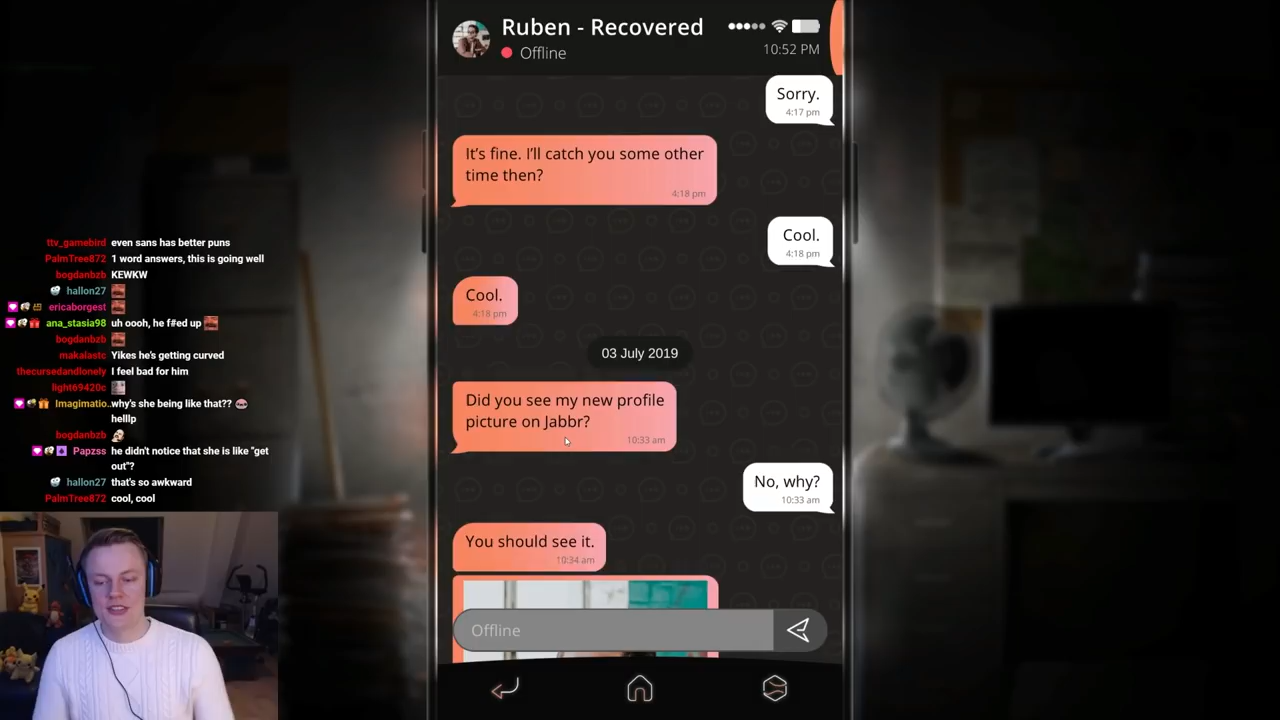 Ruben - Recovered
Offline
10:52 PM
Sorry.
4:17 pm
It's fine. I'll catch you some other
time then?
4:18 pm
Cool.
4:18 pm
Cool.
4:18 pm
03 July 2019
Did you see my new profile
picture on Jabbr?
10:33 am
No, why?
10:33 am
You should see it.
10:34 am
Offline
ttv_gamebird even sans has better puns
PalmTree872 1 word answers, this is going well
bogdanbzb KEWKW
hallon27
ericaborgest
ana_stasia98 uh oooh, he f#ed up
bogdanbzb
makalastc Yikes he's getting curved
thecursedandlonely I feel bad for him
light69420c
Imaginatio.. why's she being like that??
helllp
bogdanbzb
Papzss he didn't notice that she is like "get
out"?
hallon27 that's so awkward
PalmTree872 cool, cool